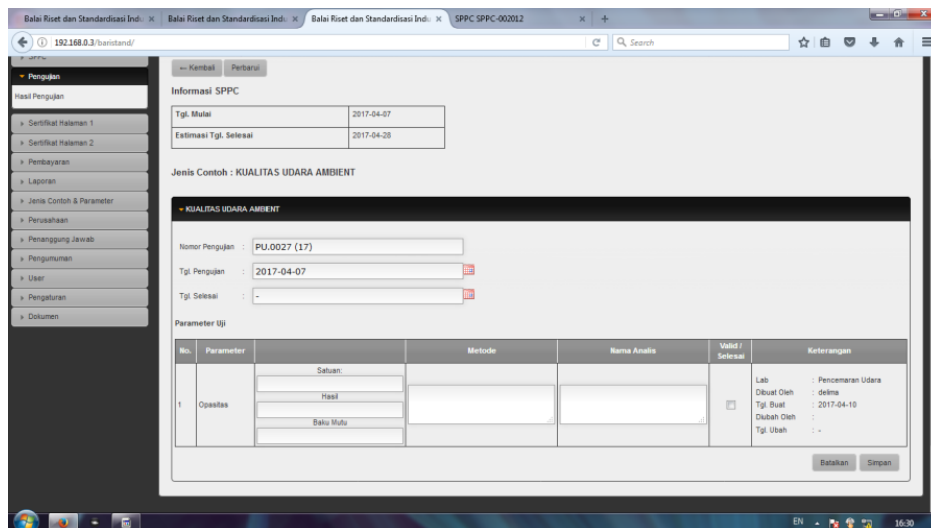 Balai Riset dan Standardisasi Indu
Balai Riset dan Standardisasi Indu
Balai Riset dan Standardisasi Indu
SPPC SPPC-002012
192.168.0.3/baristand/
Search
SPPC
Pengujian
Hasil Pengujian
Sertifikat Halaman 1
Sertifikat Halaman 2
Pembayaran
Laporan
Jenis Contoh & Parameter
Perusahaan
Penanggung Jawab
Pengumuman
User
Pengaturan
Dokumen
← Kembali Perbarui
Informasi SPPC
Tgl. Mulai 2017-04-07
Estimasi Tgl. Selesai 2017-04-28
Jenis Contoh : KUALITAS UDARA AMBIENT
KUALITAS UDARA AMBIENT
Nomor Pengujian : PU.0027 (17)
Tgl. Pengujian : 2017-04-07
Tgl. Selesai : -
Parameter Uji
No. Parameter Metode Nama Analis Valid / Selesai Keterangan
1 Opasitas
Satuan:
Hasil
Baku Mutu
Lab : Pencemaran Udara
Dibuat Oleh : delima
Tgl. Buat : 2017-04-10
Diubah Oleh :
Tgl. Ubah : -
Batalkan Simpan
EN 16:30